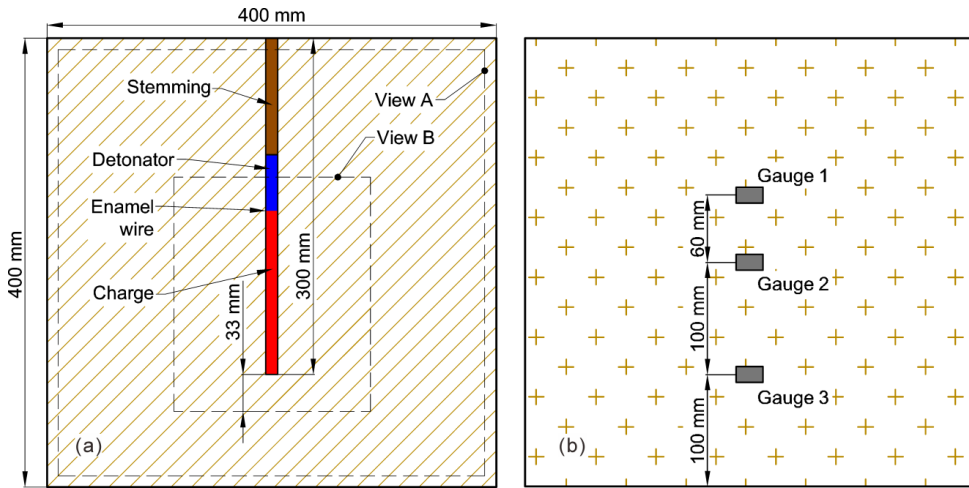 400 mm
Stemming
View A
View B
Detonator
Enamel
wire
Charge
400 mm
300 mm
33 mm
(a)
Gauge 1
60 mm
Gauge 2
100 mm
Gauge 3
100 mm
(b)